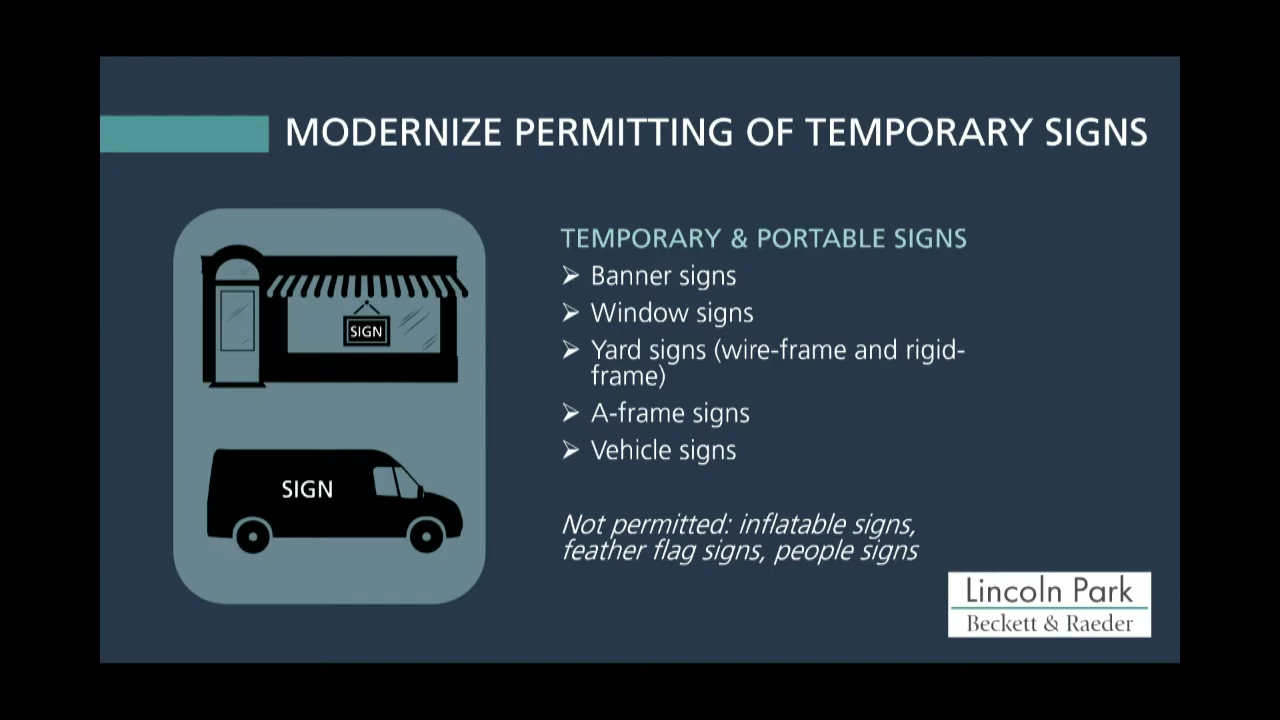 MODERNIZE PERMITTING OF TEMPORARY SIGNS
SIGN
SIGN
TEMPORARY & PORTABLE SIGNS
➢ Banner signs
➢ Window signs
➢ Yard signs (wire-frame and rigid-
frame)
➢ A-frame signs
➢ Vehicle signs
Not permitted: inflatable signs,
feather flag signs, people signs
Lincoln Park
Beckett & Raeder